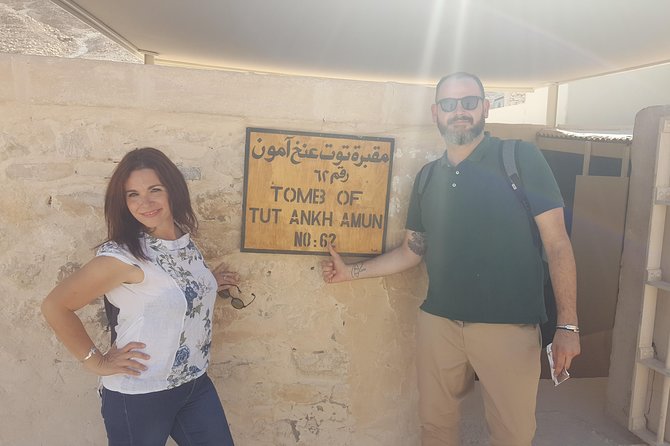 مقبرة توت عنخ آمون
رقم ٦٢
TOMB OF
TUT ANKH AMUN
NO:62